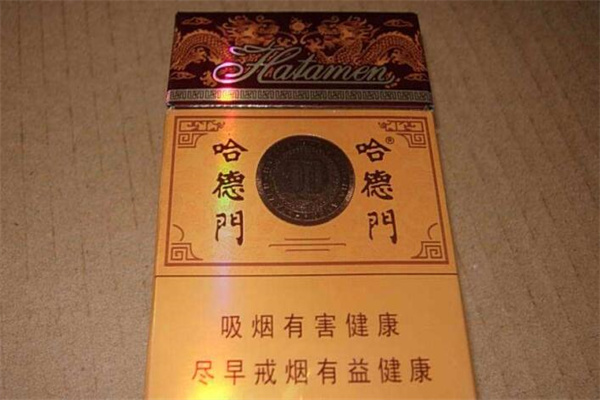 Hatamen
哈德門
哈德門®
吸烟有害健康
尽早戒烟有益健康